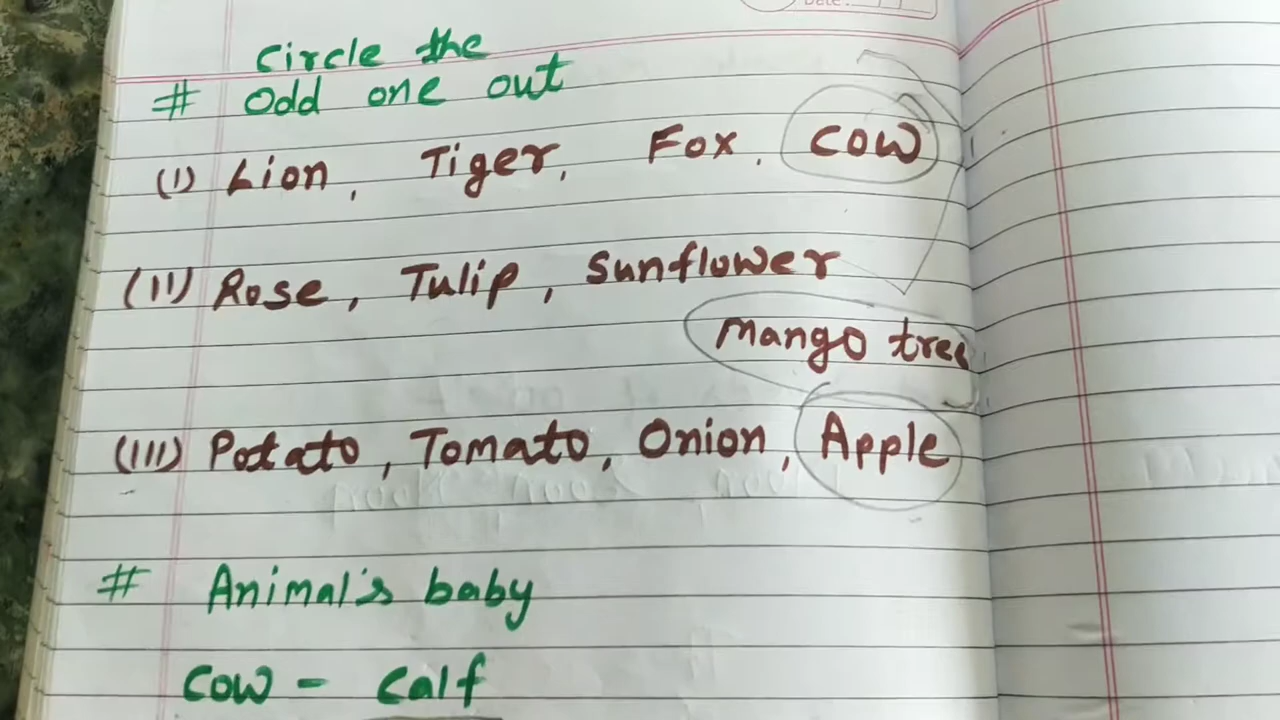 Circle the
# Odd one out
(I) Lion, Tiger, Fox, Cow
(II) Rose, Tulip, Sunflower
Mango tree
(III) Potato, Tomato, Onion, Apple
# Animal's baby
Cow - Calf